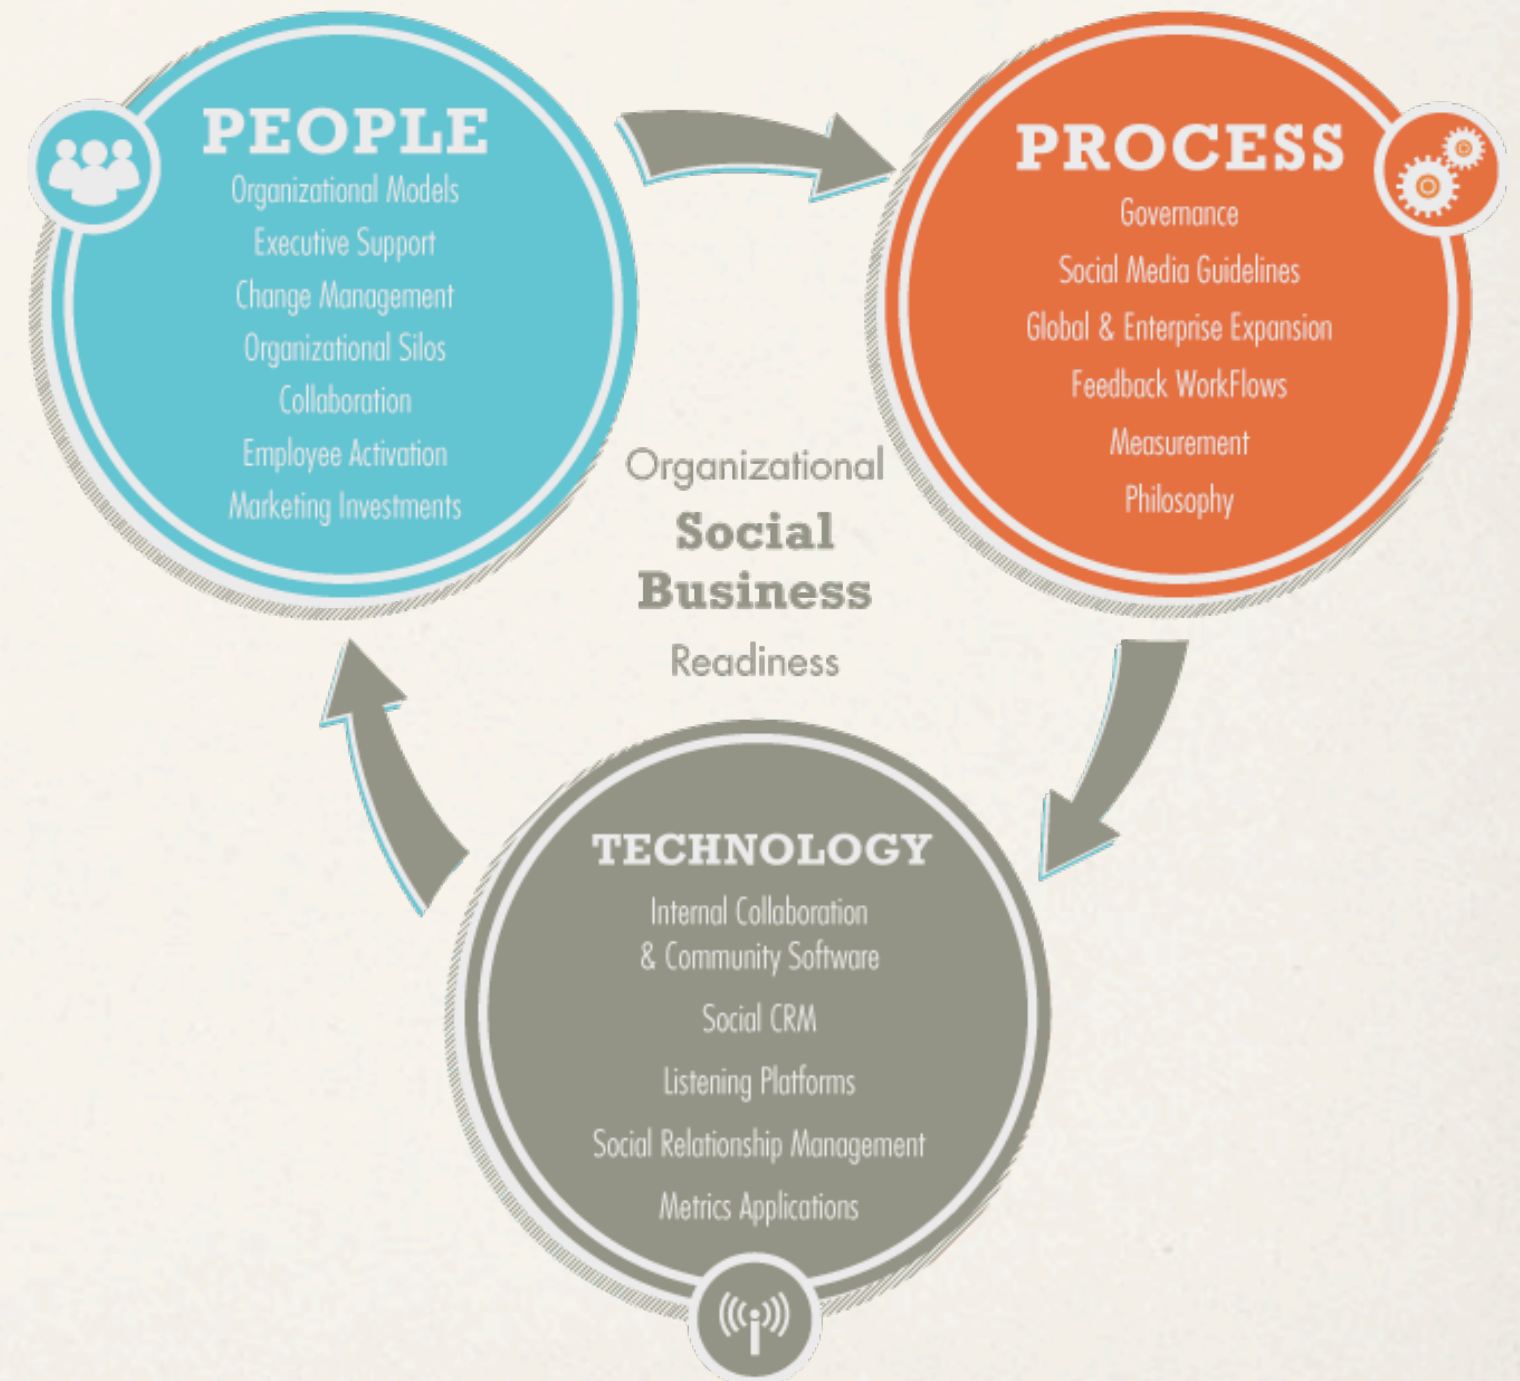 PEOPLE
Organizational Models
Executive Support
Change Management
Organizational Silos
Collaboration
Employee Activation
Marketing Investments
PROCESS
Governance
Social Media Guidelines
Global & Enterprise Expansion
Feedback WorkFlows
Measurement
Philosophy
Organizational
Social
Business
Readiness
TECHNOLOGY
Internal Collaboration
& Community Software
Social CRM
Listening Platforms
Social Relationship Management
Metrics Applications